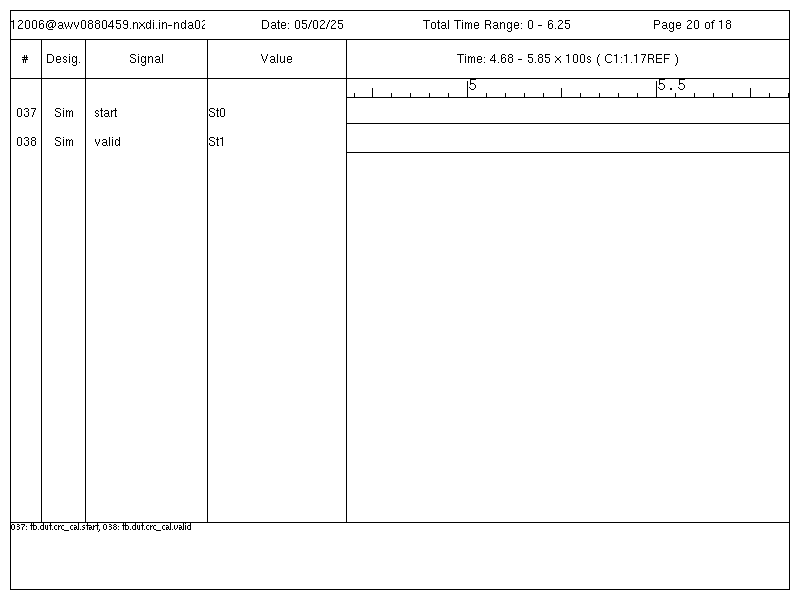 12006@awv0880459.nxdi.in-nda02 Date: 05/02/25 Total Time Range: 0 - 6.25 Page 20 of 18
# Desig. Signal Value Time: 4.68 - 5.85 x 100s ( C1:1.17REF )
5 5.5
037 Sim start St0
038 Sim valid St1
037: tb.dut.crc_cal.start, 038: tb.dut.crc_cal.valid